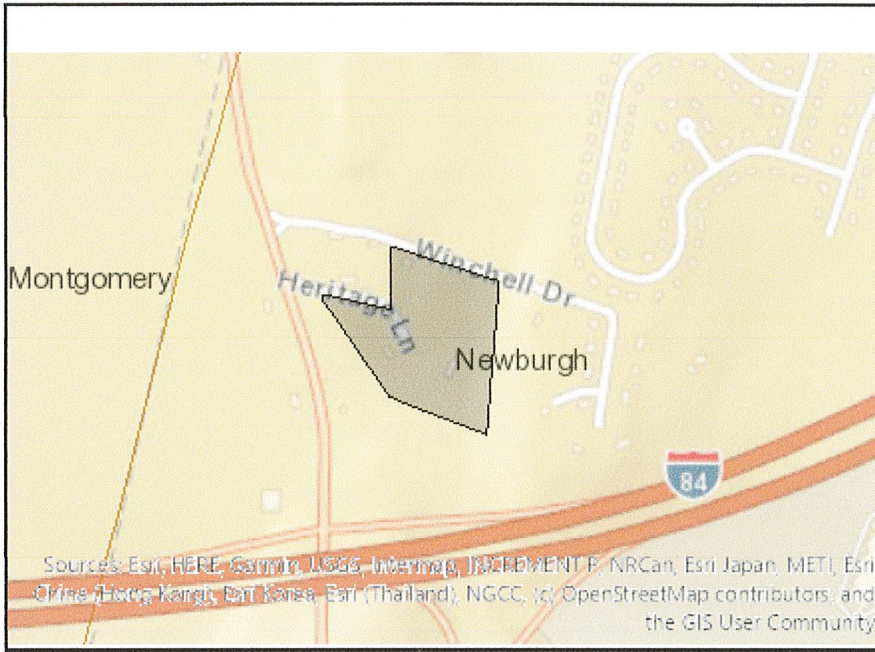 Winchell Dr
Montgomery
Heritage Ln
Newburgh
84
Sources: Esri, HERE, Garmin, USGS, Intermap, INCREMENT P, NRCan, Esri Japan, METI, Esri
China (Hong Kong), Esri Korea, Esri (Thailand), NGCC, (c) OpenStreetMap contributors, and
the GIS User Community